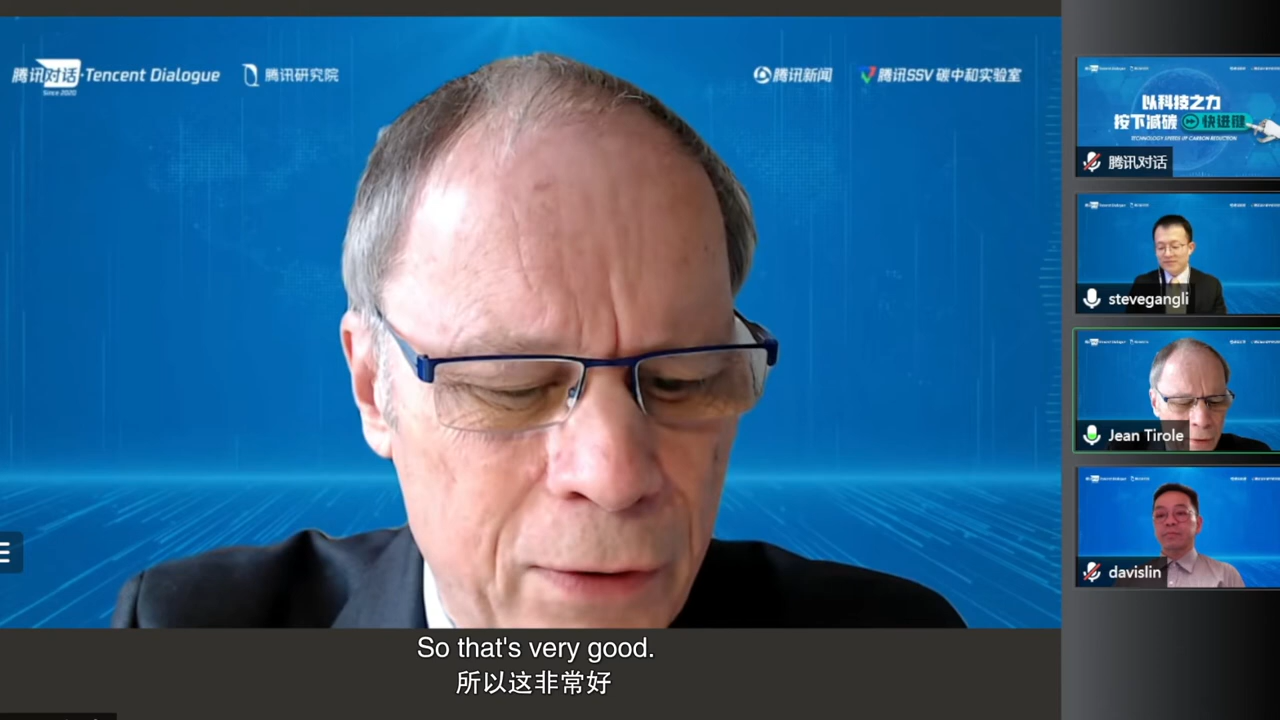 腾讯对话·Tencent Dialogue
Since 2020
腾讯研究院
腾讯新闻
腾讯SSV 碳中和实验室
以科技之力
按下减碳 快进键
TECHNOLOGY SPEEDS UP CARBON REDUCTION
腾讯对话
stevegangli
Jean Tirole
davislin
So that's very good.
所以这非常好